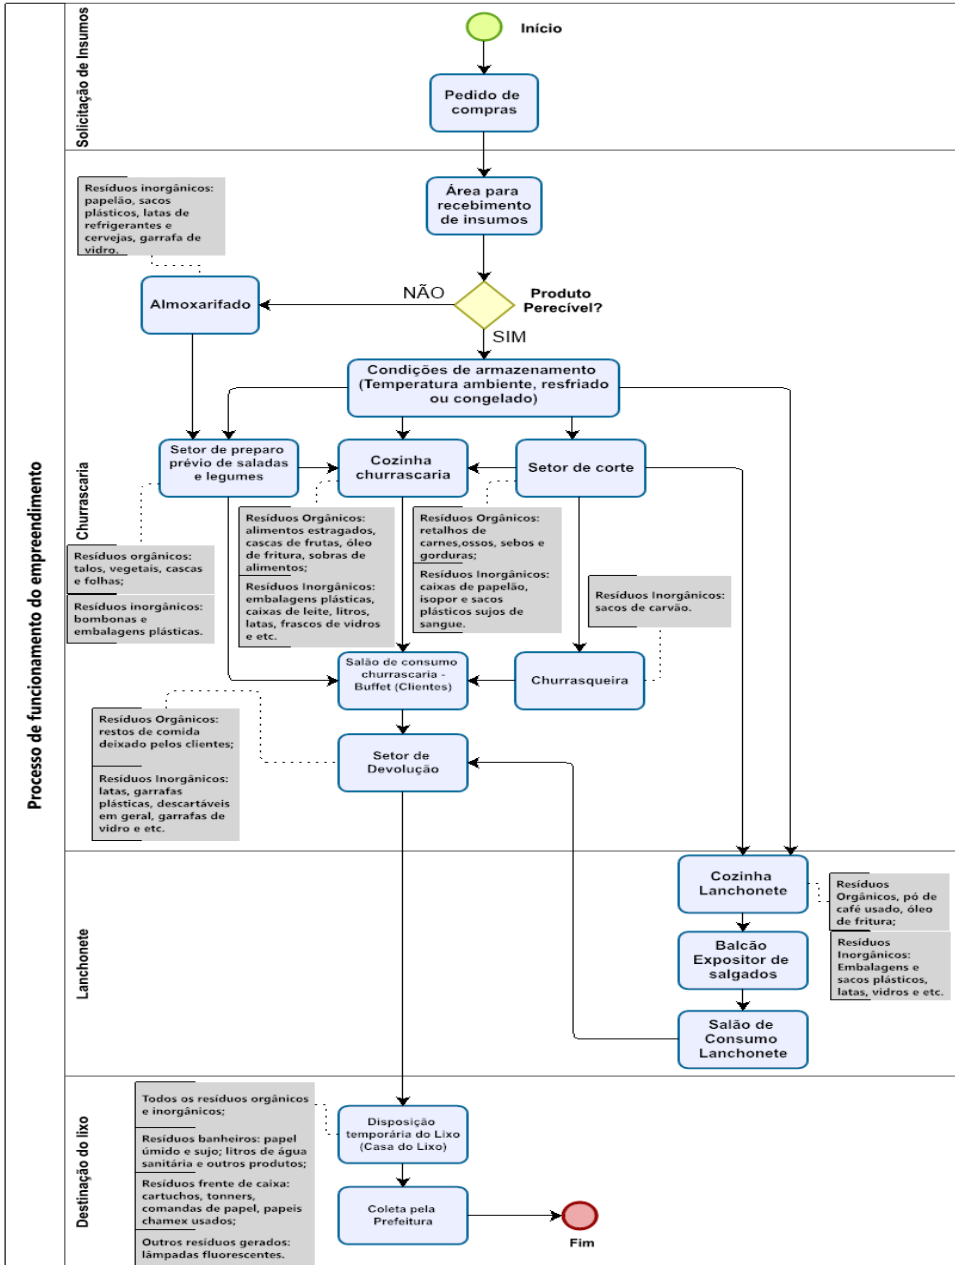 Processo de funcionamento do empreendimento
Solicitação de Insumos
Início
Pedido de
compras
Churrascaria
Área para
recebimento
de insumos
Resíduos inorgânicos:
papelão, sacos
plásticos, latas de
refrigerantes e
cervejas, garrafa de
vidro.
Almoxarifado
NÃO
Produto
Perecível?
SIM
Condições de armazenamento
(Temperatura ambiente, resfriado
ou congelado)
Setor de preparo
prévio de saladas
e legumes
Cozinha
churrascaria
Setor de corte
Resíduos orgânicos:
talos, vegetais, cascas
e folhas;
Resíduos inorgânicos:
bombonas e
embalagens plásticas.
Resíduos Orgânicos:
alimentos estragados,
cascas de frutas, óleo
de fritura, sobras de
alimentos;
Resíduos Inorgânicos:
embalagens plásticas,
caixas de leite, litros,
latas, frascos de vidros
e etc.
Resíduos Orgânicos:
retalhos de
carnes,ossos, sebos e
gorduras;
Resíduos Inorgânicos:
caixas de papelão,
isopor e sacos
plásticos sujos de
sangue.
Resíduos Inorgânicos:
sacos de carvão.
Salão de consumo
churrascaria -
Buffet (Clientes)
Churrasqueira
Resíduos Orgânicos:
restos de comida
deixado pelos clientes;
Resíduos Inorgânicos:
latas, garrafas
plásticas, descartáveis
em geral, garrafas de
vidro e etc.
Setor de
Devolução
Lanchonete
Cozinha
Lanchonete
Resíduos
Orgânicos, pó de
café usado, óleo
de fritura;
Resíduos
Inorgânicos:
Embalagens e
sacos plásticos,
latas, vidros e etc.
Balcão
Expositor de
salgados
Salão de
Consumo
Lanchonete
Destinação do lixo
Todos os resíduos orgânicos
e inorgânicos;
Resíduos banheiros: papel
úmido e sujo; litros de água
sanitária e outros produtos;
Resíduos frente de caixa:
cartuchos, tonners,
comandas de papel, papeis
chamex usados;
Outros resíduos gerados:
lâmpadas fluorescentes.
Disposição
temporária do Lixo
(Casa do Lixo)
Coleta pela
Prefeitura
Fim